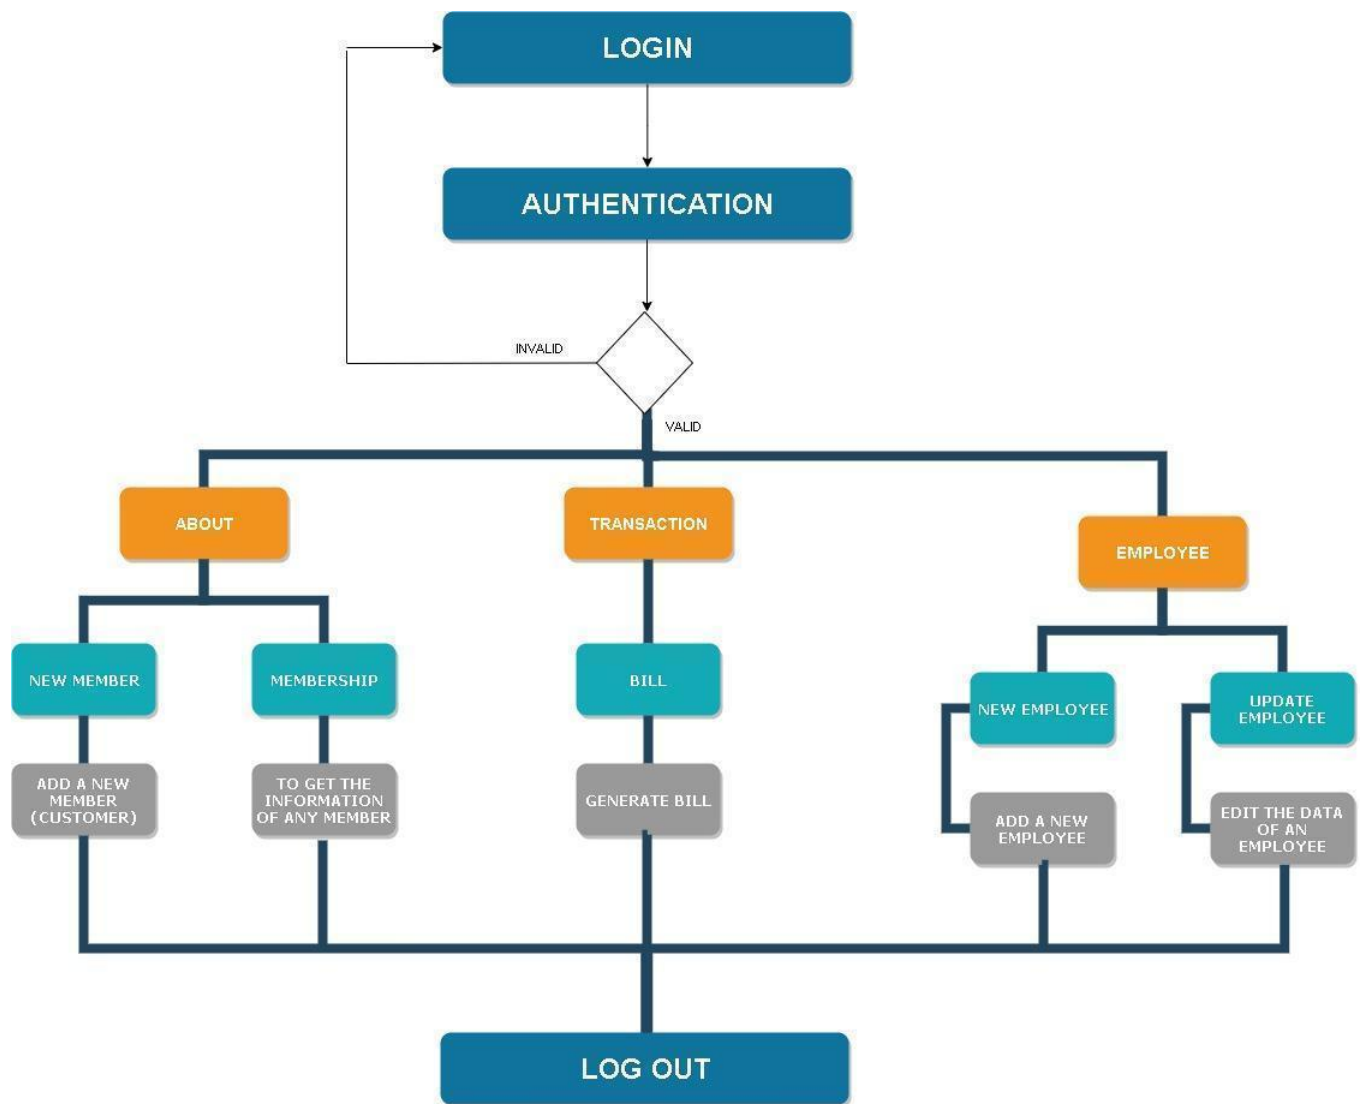 LOGIN
AUTHENTICATION
INVALID
VALID
ABOUT
TRANSACTION
EMPLOYEE
NEW MEMBER
MEMBERSHIP
BILL
NEW EMPLOYEE
UPDATE
EMPLOYEE
ADD A NEW
MEMBER
(CUSTOMER)
TO GET THE
INFORMATION
OF ANY MEMBER
GENERATE BILL
ADD A NEW
EMPLOYEE
EDIT THE DATA
OF AN
EMPLOYEE
LOG OUT